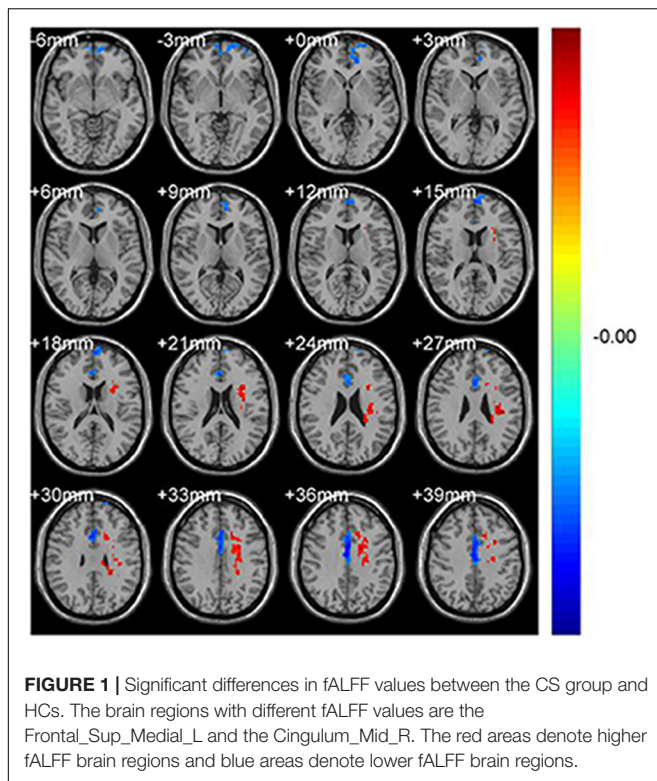 -6mm -3mm +0mm +3mm
+6mm +9mm +12mm +15mm
+18mm +21mm +24mm +27mm
+30mm +33mm +36mm +39mm
-0.00
FIGURE 1 | Significant differences in fALFF values between the CS group and
HCs. The brain regions with different fALFF values are the
Frontal_Sup_Medial_L and the Cingulum_Mid_R. The red areas denote higher
fALFF brain regions and blue areas denote lower fALFF brain regions.